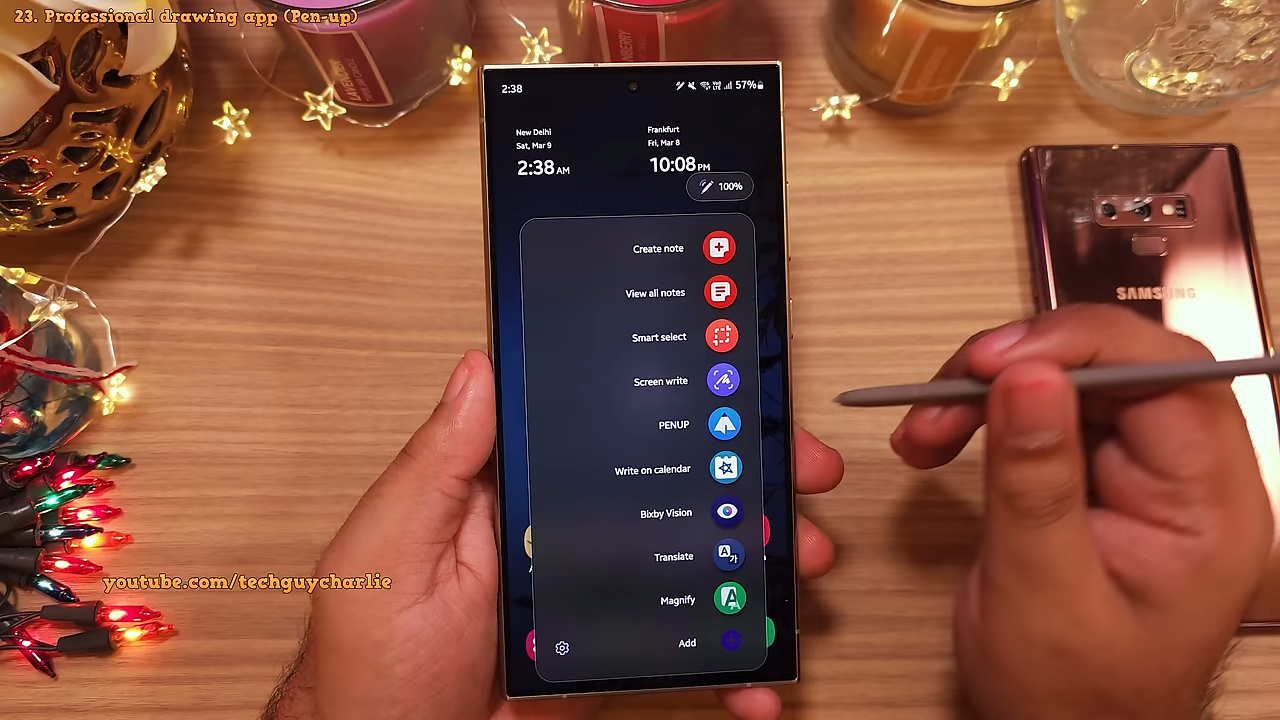 23. Professional drawing app (Pen-up)
LAVENDER
2:38
57%
New Delhi
Sat, Mar 9
2:38 AM
Frankfurt
Fri, Mar 8
10:08 PM
100%
Create note
View all notes
Smart select
Screen write
PENUP
Write on calendar
Bixby Vision
Translate
Magnify
Add
SAMSUNG
youtube.com/techguycharlie